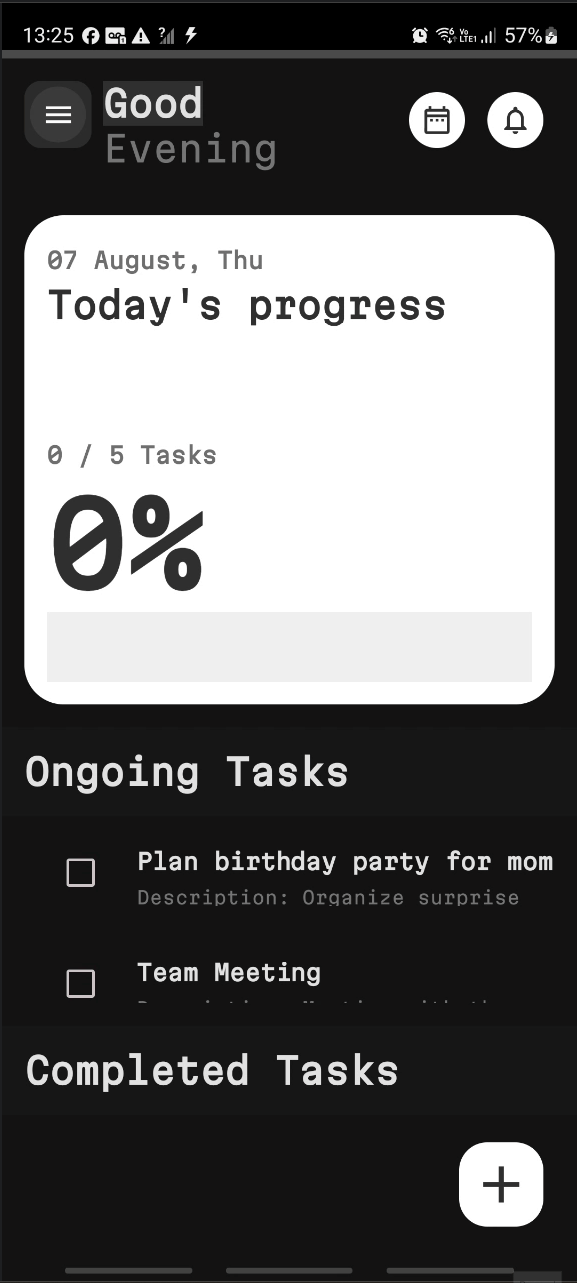 13:25 57%
Good
Evening
07 August, Thu
Today's progress
0 / 5 Tasks
0%
Ongoing Tasks
Plan birthday party for mom
Description: Organize surprise
Team Meeting
Completed Tasks